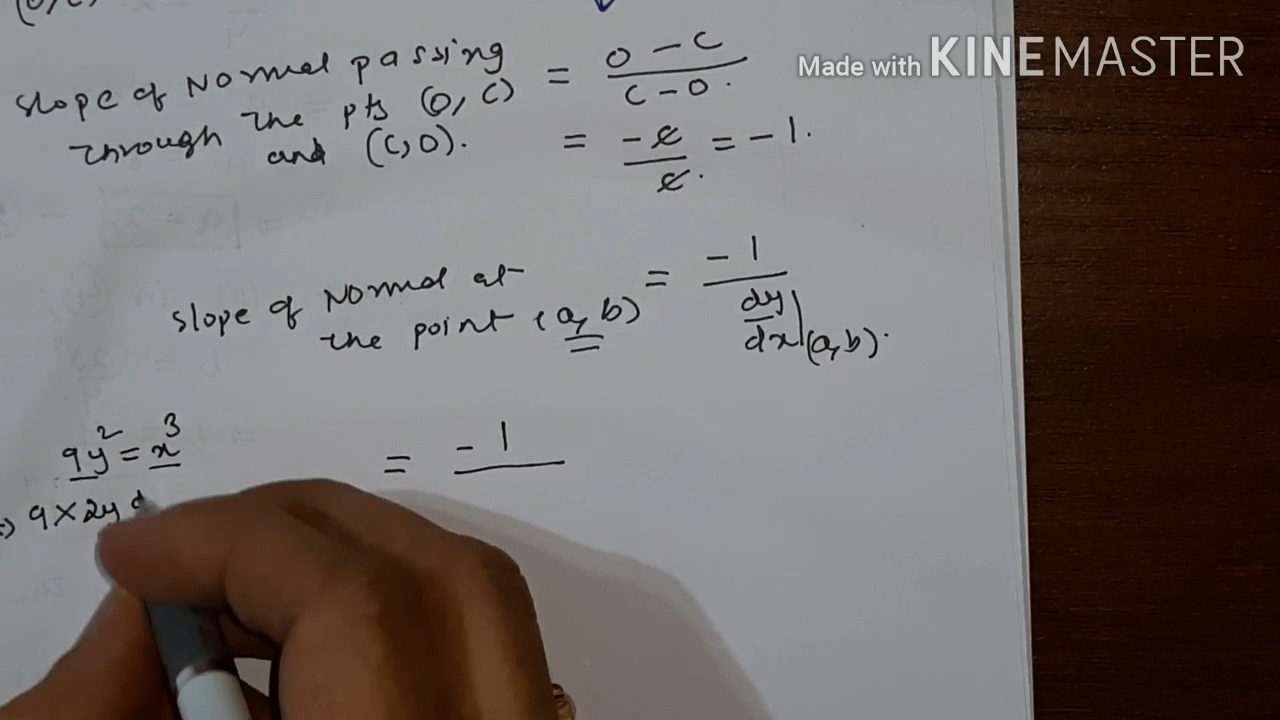 (0, c)
Made with KINEMASTER
slope of Normal passing through the pts (0, c) and (c, 0). = 0 - c / c - 0.
= -c / c. = -1.
slope of Normal at the point (a, b) = -1 / dy/dx|(a, b).
9y² = x³ = -1
=> 9 × 2y d